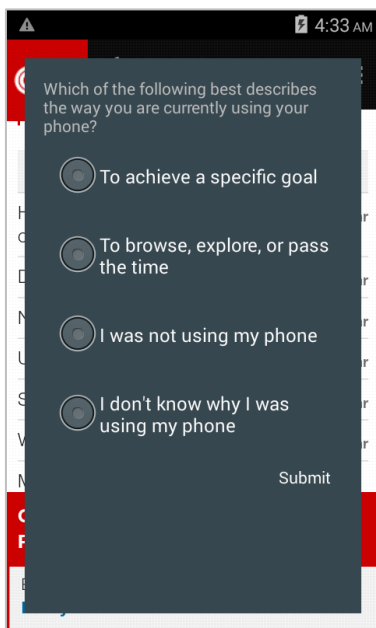 4:33 AM
Which of the following best describes
the way you are currently using your
phone?
To achieve a specific goal
To browse, explore, or pass
the time
I was not using my phone
I don't know why I was
using my phone
Submit